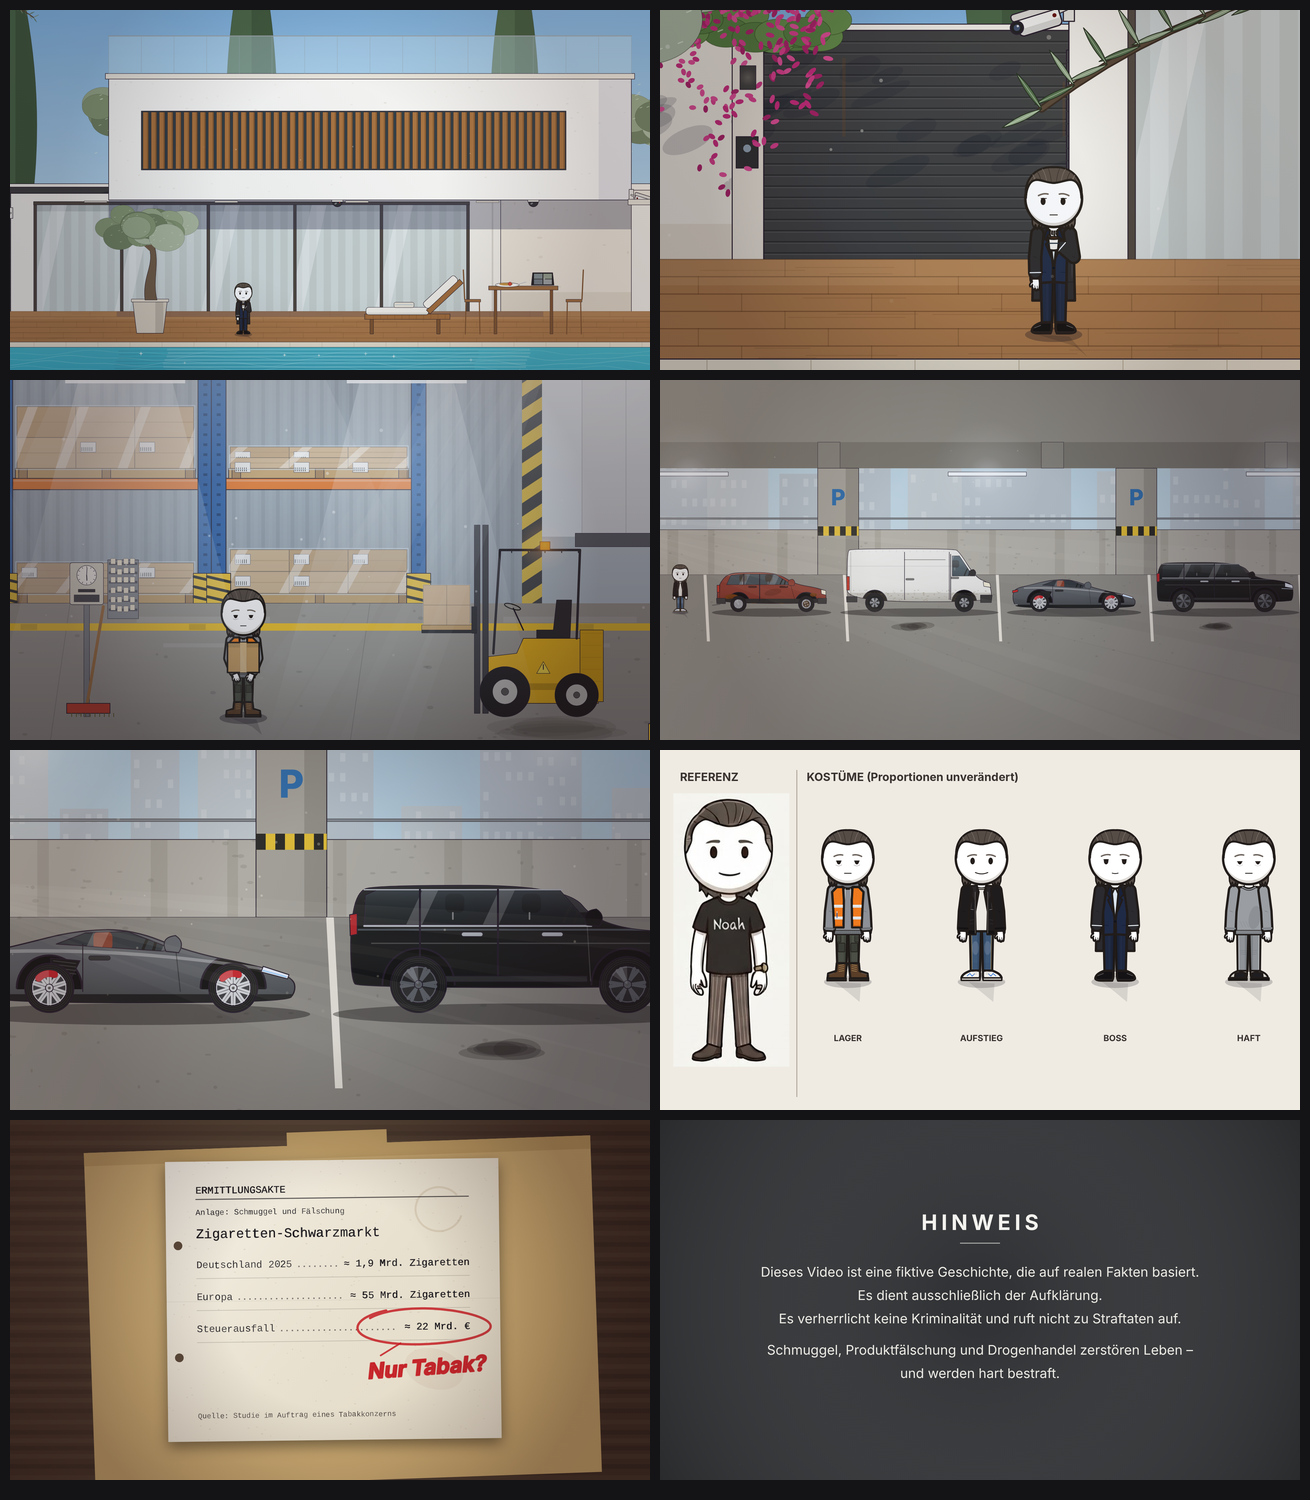 P
P
P
REFERENZ
KOSTÜME (Proportionen unverändert)
Noah
LAGER
AUFSTIEG
BOSS
HAFT
ERMITTLUNGSAKTE
Anlage: Schmuggel und Fälschung
Zigaretten-Schwarzmarkt
Deutschland 2025 ........ ≈ 1,9 Mrd. Zigaretten
Europa ................... ≈ 55 Mrd. Zigaretten
Steuerausfall ..................... ≈ 22 Mrd. €
Nur Tabak?
Quelle: Studie im Auftrag eines Tabakkonzerns
HINWEIS
Dieses Video ist eine fiktive Geschichte, die auf realen Fakten basiert.
Es dient ausschließlich der Aufklärung.
Es verherrlicht keine Kriminalität und ruft nicht zu Straftaten auf.
Schmuggel, Produktfälschung und Drogenhandel zerstören Leben –
und werden hart bestraft.